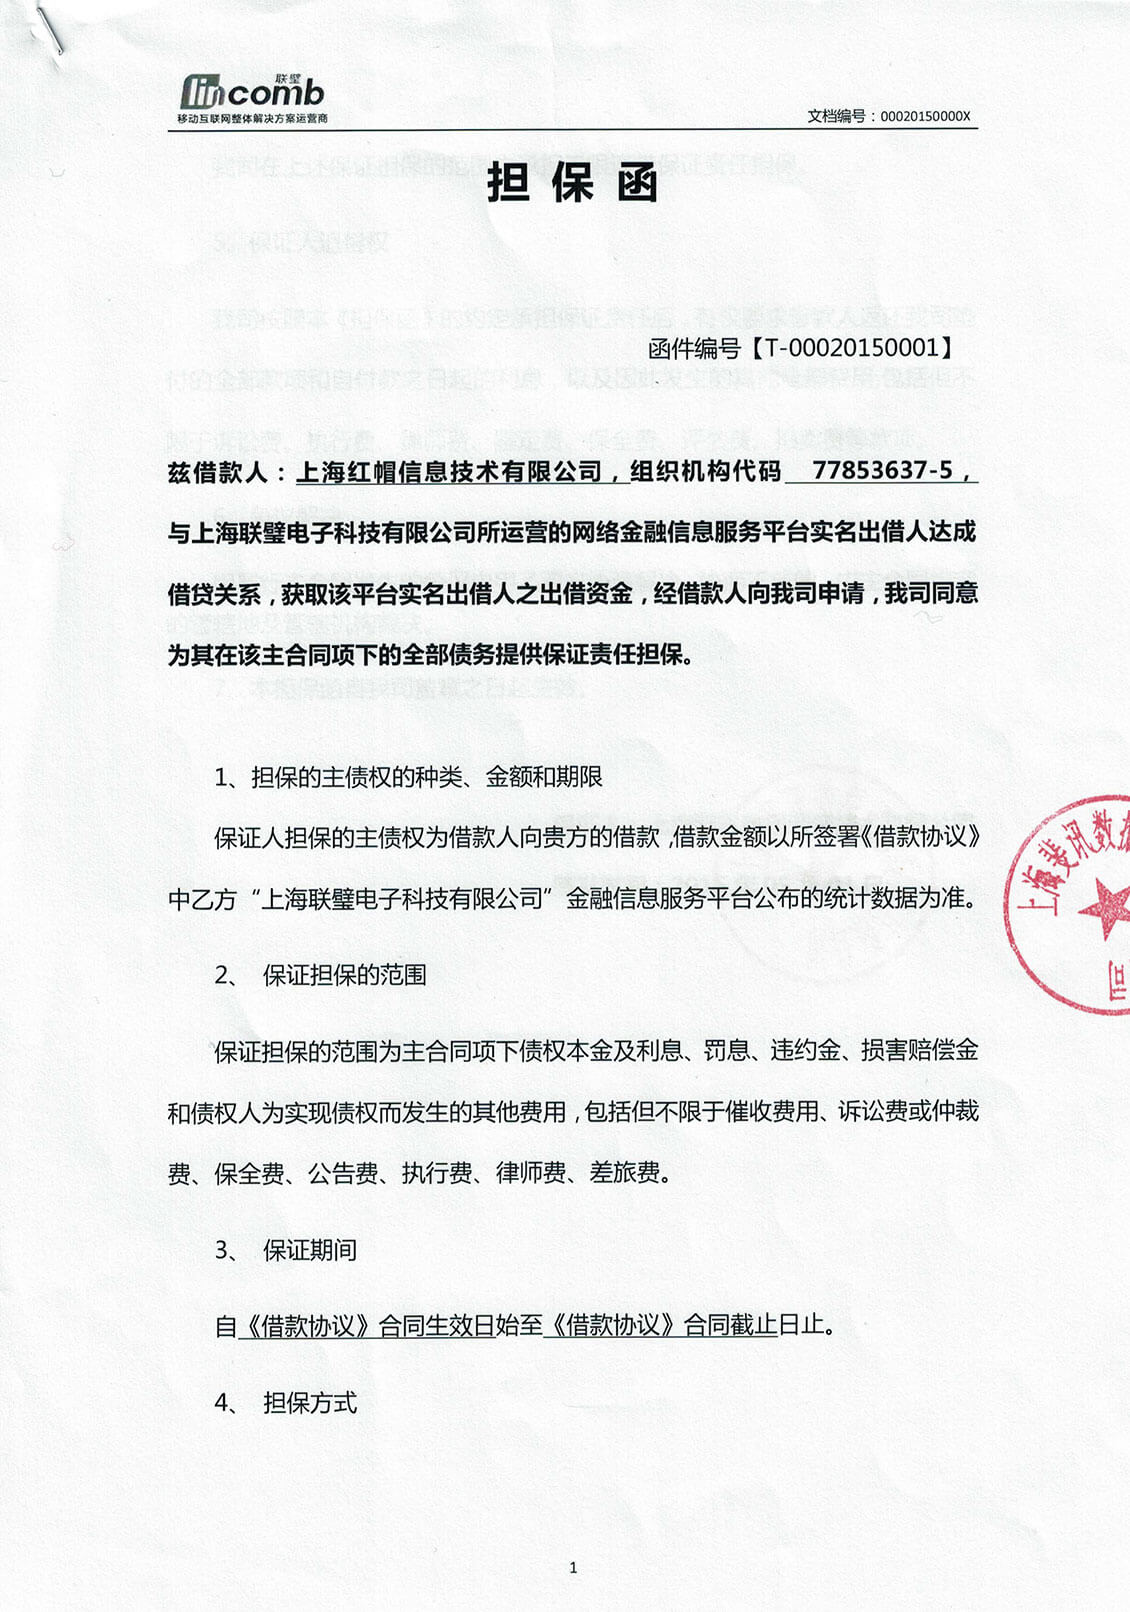 联璧
lincomb
移动互联网整体解决方案运营商
文档编号：00020150000X
担保函
函件编号【T-00020150001】
兹借款人：上海红帽信息技术有限公司，组织机构代码 77853637-5，
与上海联璧电子科技有限公司所运营的网络金融信息服务平台实名出借人达成
借贷关系，获取该平台实名出借人之出借资金，经借款人向我司申请，我司同意
为其在该主合同项下的全部债务提供保证责任担保。
1、担保的主债权的种类、金额和期限
保证人担保的主债权为借款人向贵方的借款，借款金额以所签署《借款协议》
中乙方“上海联璧电子科技有限公司”金融信息服务平台公布的统计数据为准。
2、 保证担保的范围
保证担保的范围为主合同项下债权本金及利息、罚息、违约金、损害赔偿金
和债权人为实现债权而发生的其他费用，包括但不限于催收费用、诉讼费或仲裁
费、保全费、公告费、执行费、律师费、差旅费。
3、 保证期间
自《借款协议》合同生效日始至《借款协议》合同截止日止。
4、 担保方式
上海斐讯数据
司
1